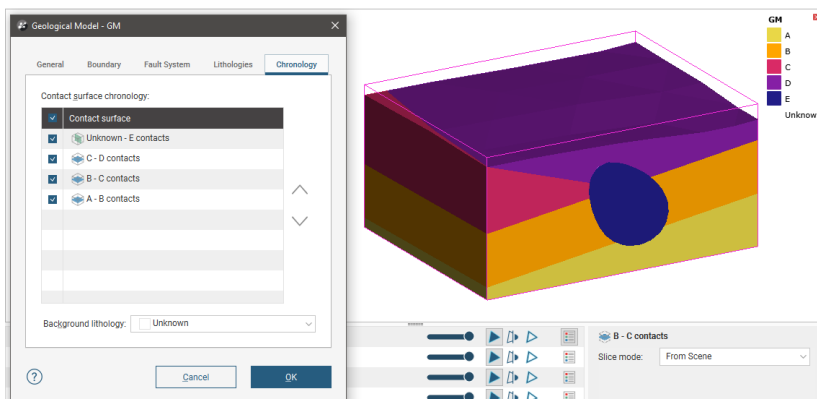 Geological Model - GM
General Boundary Fault System Lithologies Chronology
Contact surface chronology:
Contact surface
Unknown - E contacts
C - D contacts
B - C contacts
A - B contacts
Background lithology: Unknown
? Cancel OK
GM
A
B
C
D
E
Unknow
B - C contacts
Slice mode: From Scene